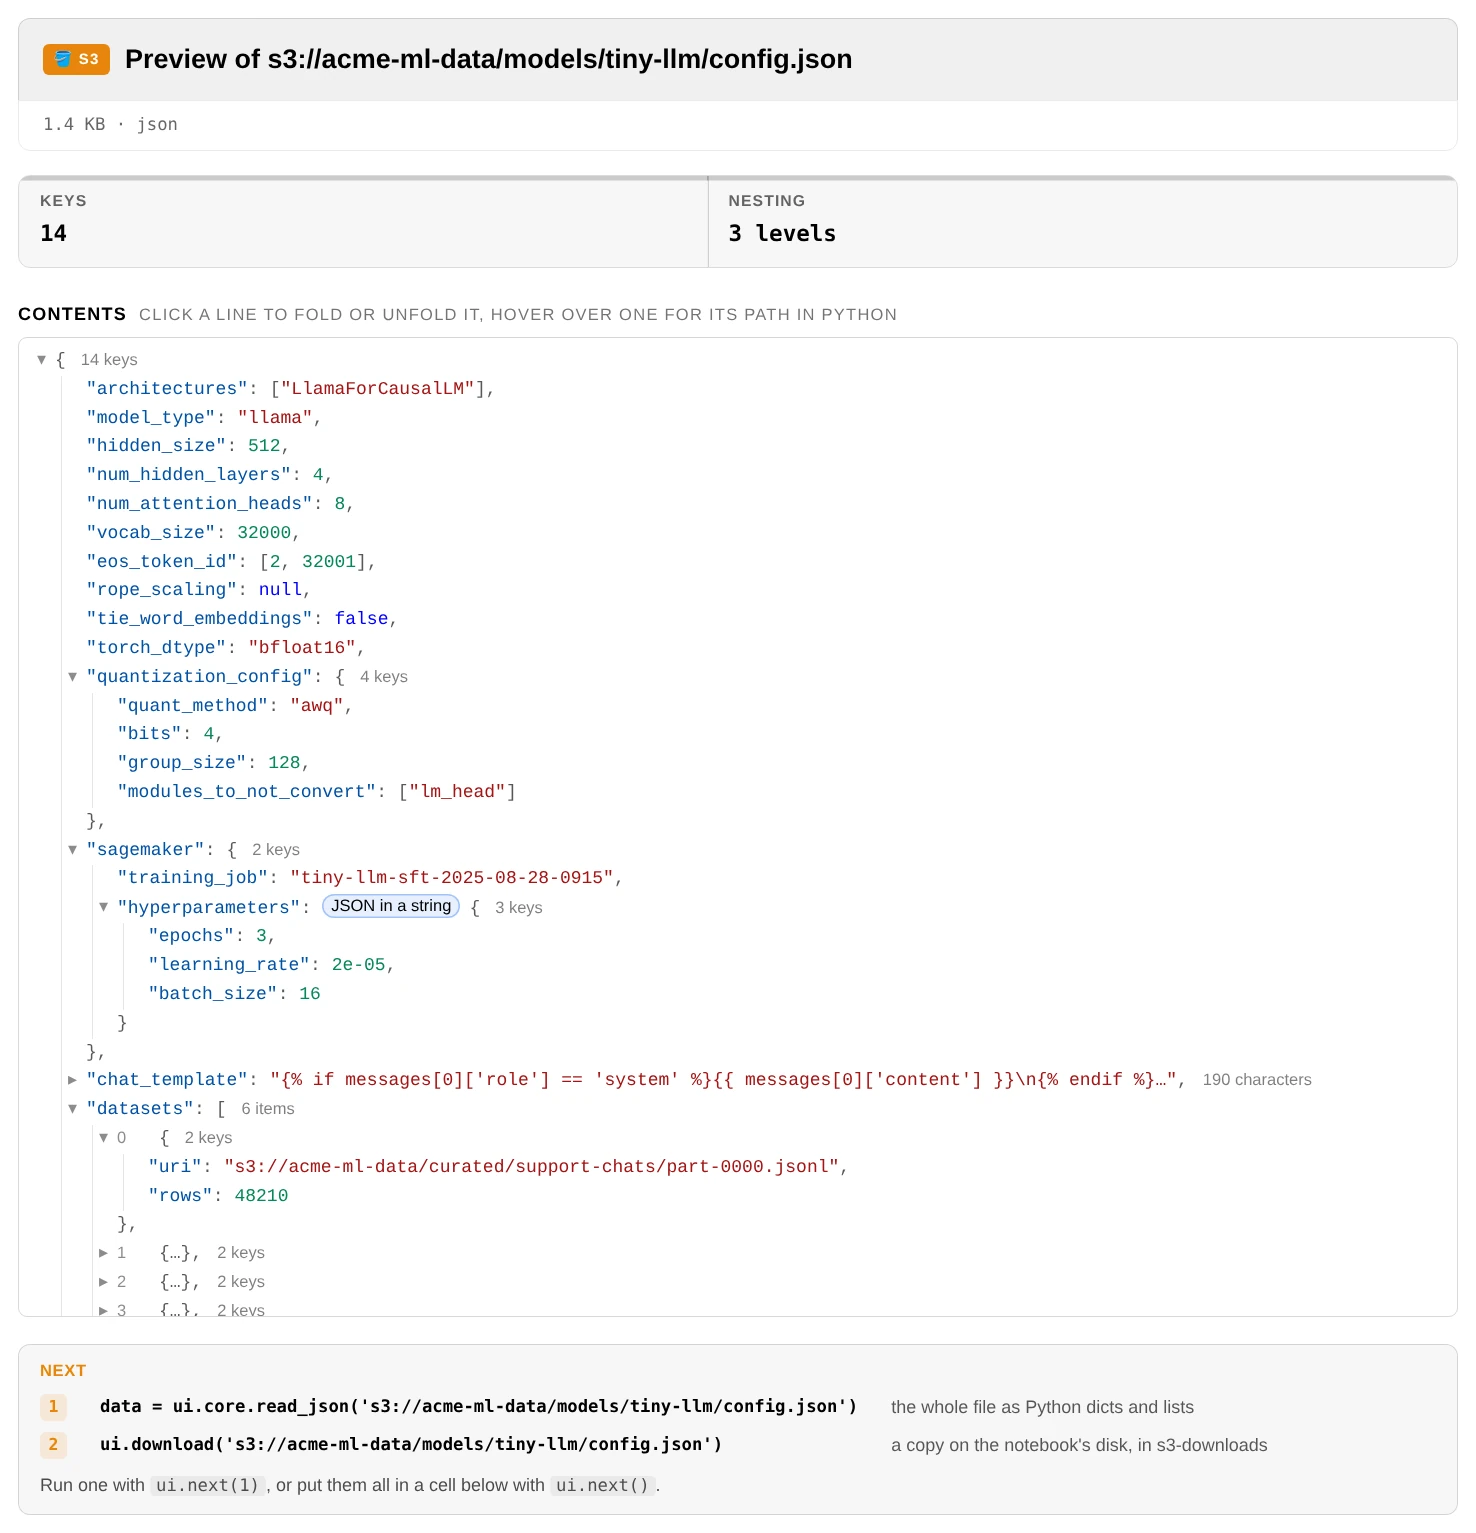 S3 Preview of s3://acme-ml-data/models/tiny-llm/config.json
1.4 KB · json
KEYS
14
NESTING
3 levels
CONTENTS CLICK A LINE TO FOLD OR UNFOLD IT, HOVER OVER ONE FOR ITS PATH IN PYTHON
▼ { 14 keys
"architectures": ["LlamaForCausalLM"],
"model_type": "llama",
"hidden_size": 512,
"num_hidden_layers": 4,
"num_attention_heads": 8,
"vocab_size": 32000,
"eos_token_id": [2, 32001],
"rope_scaling": null,
"tie_word_embeddings": false,
"torch_dtype": "bfloat16",
▼ "quantization_config": { 4 keys
"quant_method": "awq",
"bits": 4,
"group_size": 128,
"modules_to_not_convert": ["lm_head"]
},
▼ "sagemaker": { 2 keys
"training_job": "tiny-llm-sft-2025-08-28-0915",
▼ "hyperparameters": JSON in a string { 3 keys
"epochs": 3,
"learning_rate": 2e-05,
"batch_size": 16
}
},
▶ "chat_template": "{% if messages[0]['role'] == 'system' %}{{ messages[0]['content'] }}\n{% endif %}…", 190 characters
▼ "datasets": [ 6 items
▼ 0 { 2 keys
"uri": "s3://acme-ml-data/curated/support-chats/part-0000.jsonl",
"rows": 48210
},
▶ 1 {…}, 2 keys
▶ 2 {…}, 2 keys
▶ 3 {…}, 2 keys
NEXT
1 data = ui.core.read_json('s3://acme-ml-data/models/tiny-llm/config.json') the whole file as Python dicts and lists
2 ui.download('s3://acme-ml-data/models/tiny-llm/config.json') a copy on the notebook's disk, in s3-downloads
Run one with ui.next(1), or put them all in a cell below with ui.next().